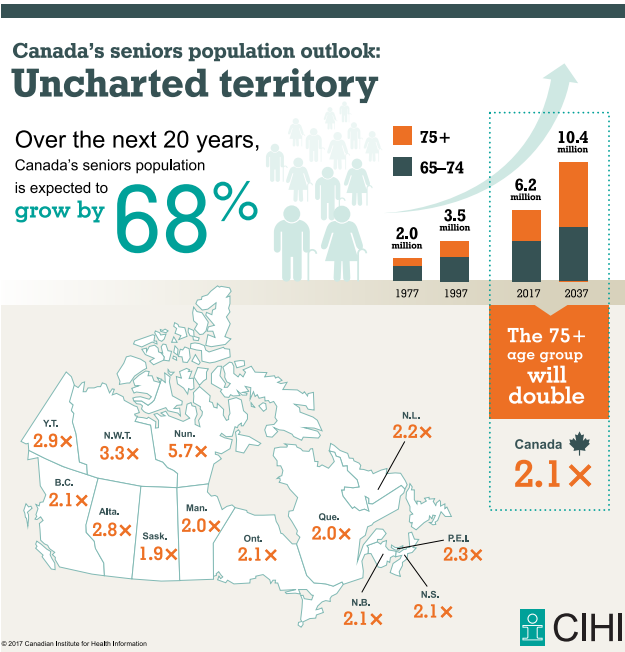 Canada's seniors population outlook:
Uncharted territory
Over the next 20 years,
Canada's seniors population
is expected to
grow by
68%
75+
65–74
2.0
million
3.5
million
6.2
million
10.4
million
1977
1997
2017
2037
The 75+
age group
will
double
Canada
2.1×
Y.T.
2.9×
N.W.T.
3.3×
Nun.
5.7×
N.L.
2.2×
B.C.
2.1×
Alta.
2.8×
Sask.
1.9×
Man.
2.0×
Ont.
2.1×
Que.
2.0×
P.E.I.
2.3×
N.B.
2.1×
N.S.
2.1×
CIHI
© 2017 Canadian Institute for Health Information